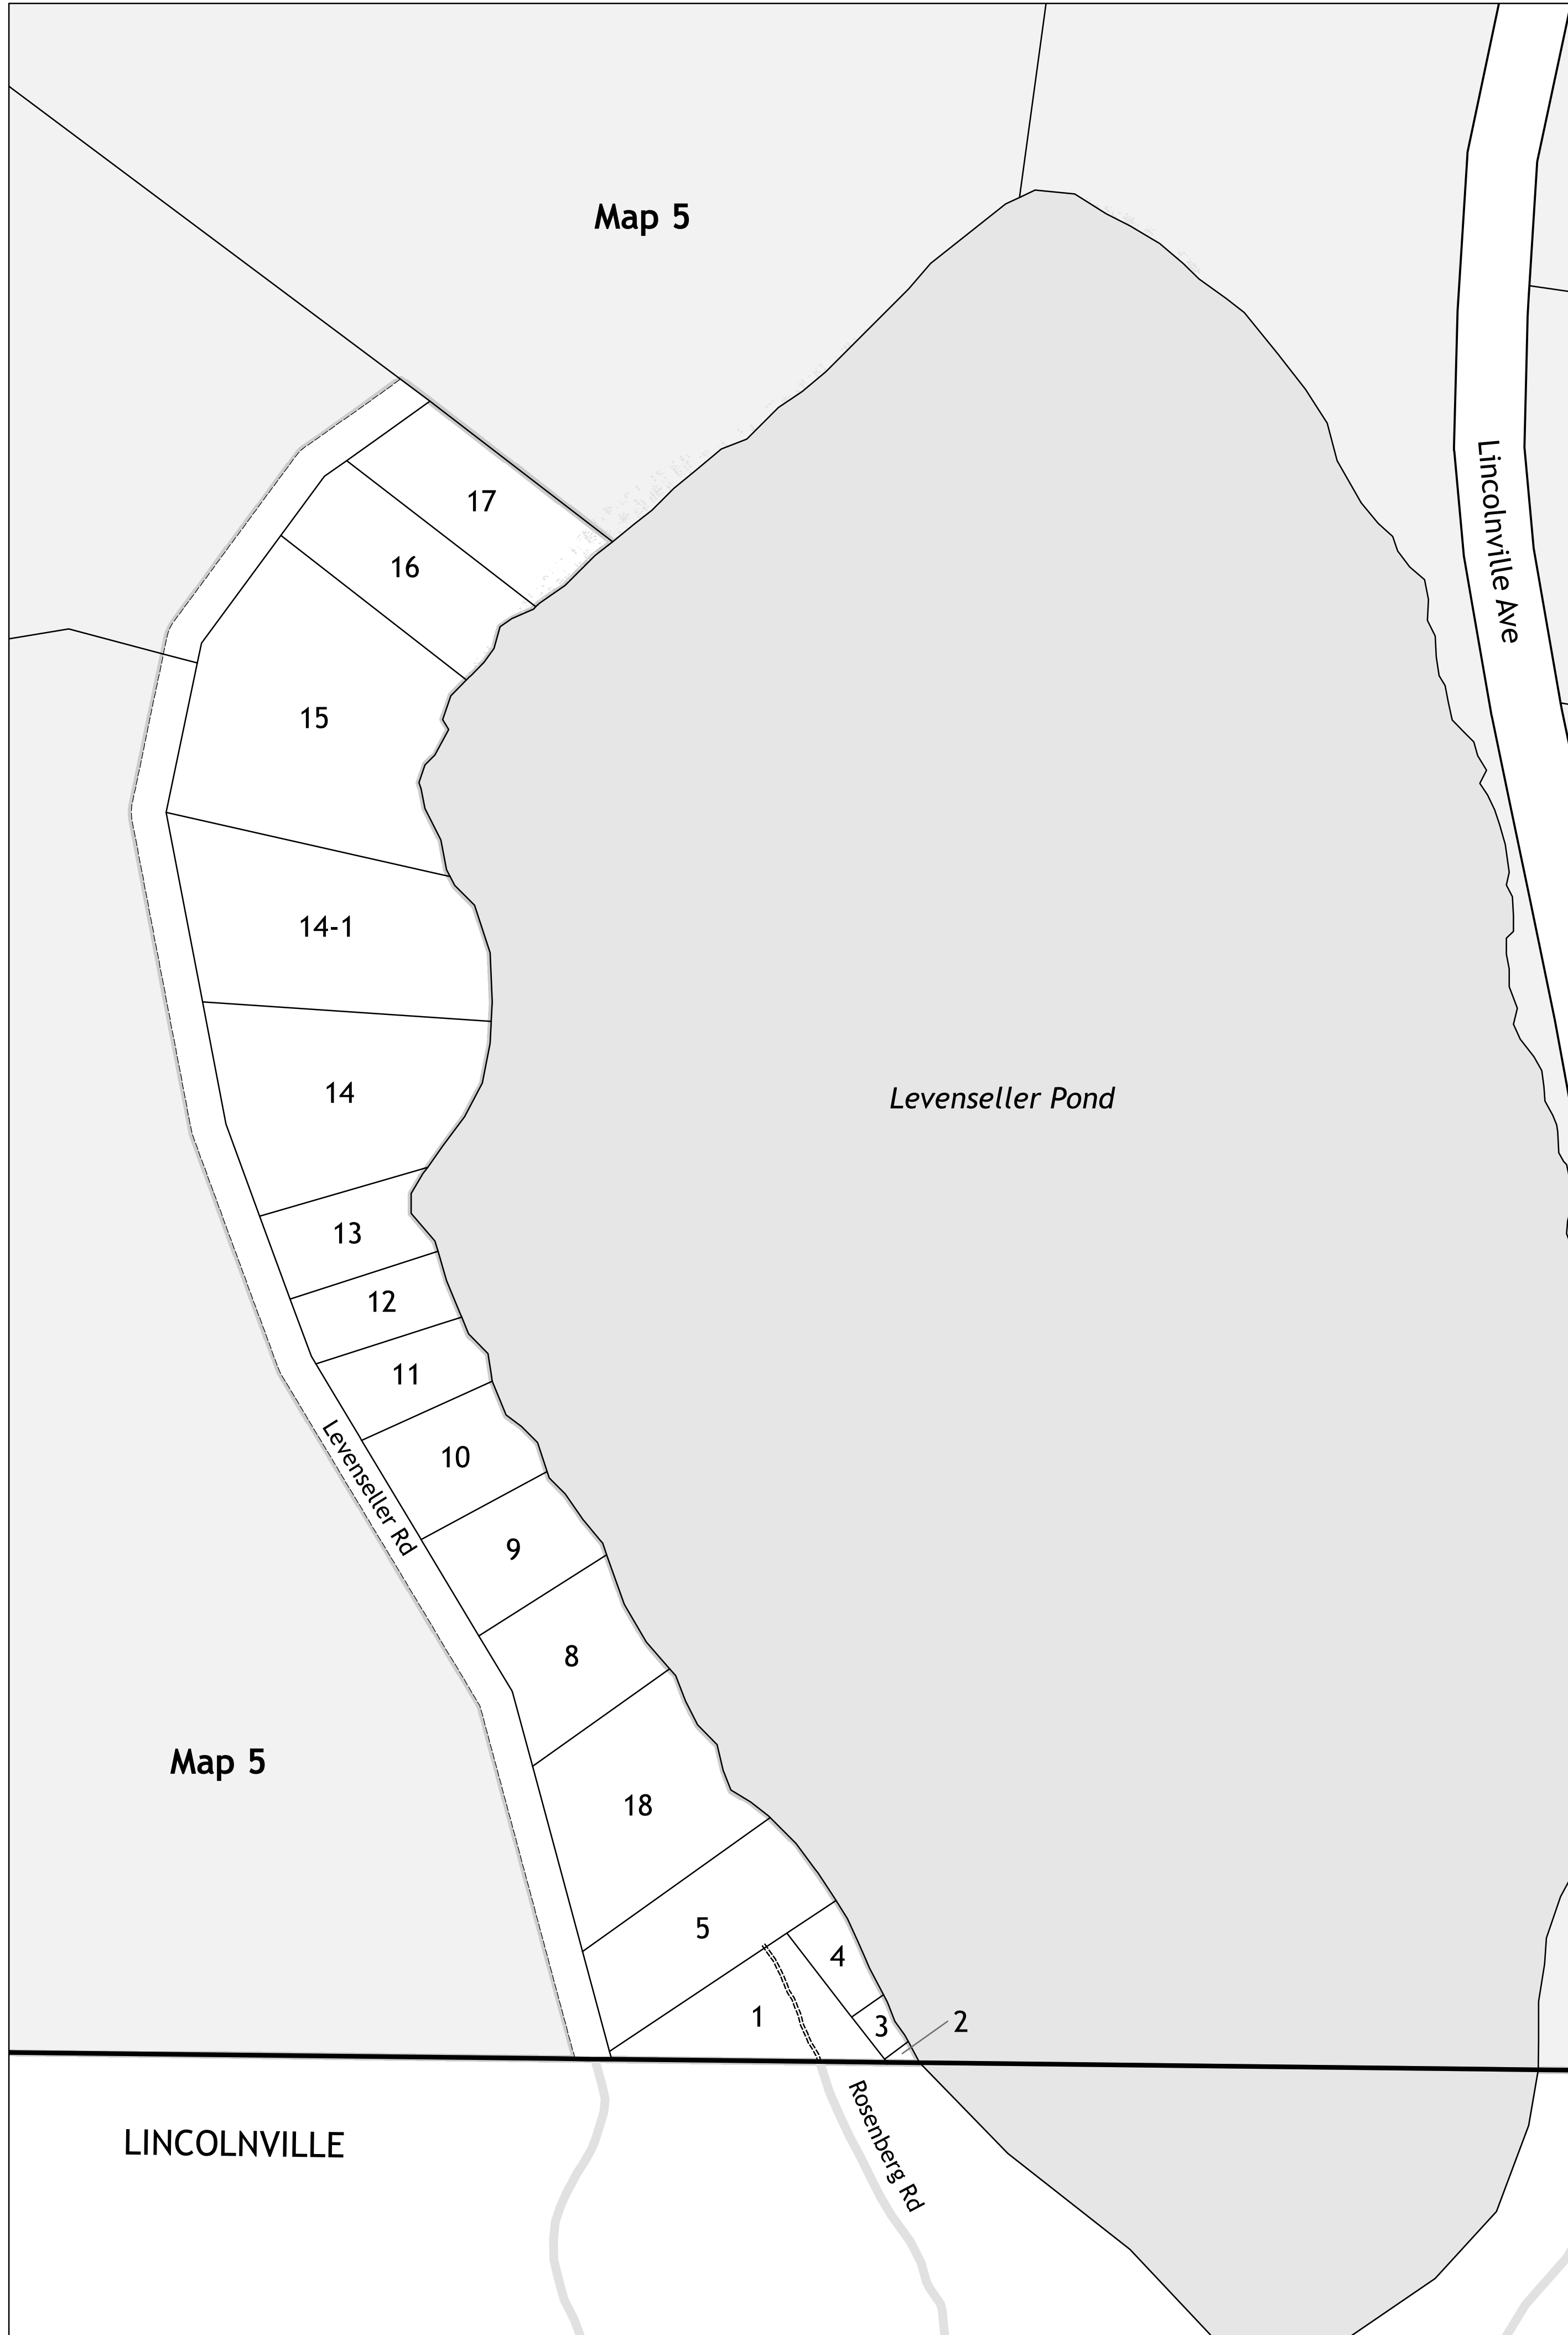 Map 5
Lincolnville Ave
17
16
15
14-1
14
Levenseller Pond
13
12
11
10
Levenseller Rd
9
8
Map 5
18
5
4
1
3
2
Rosenberg Rd
LINCOLNVILLE